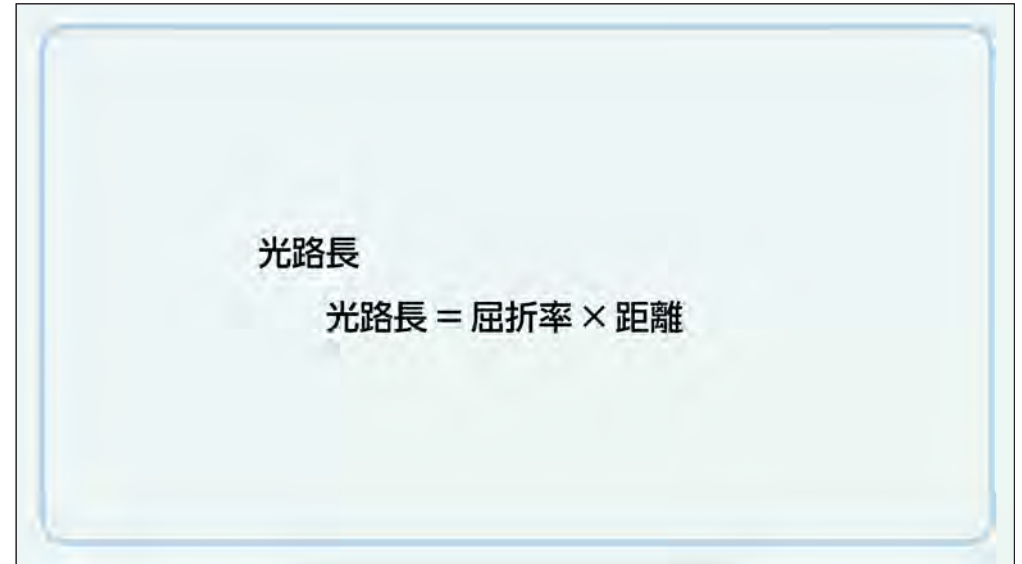 光路長
光路長 = 屈折率 × 距離